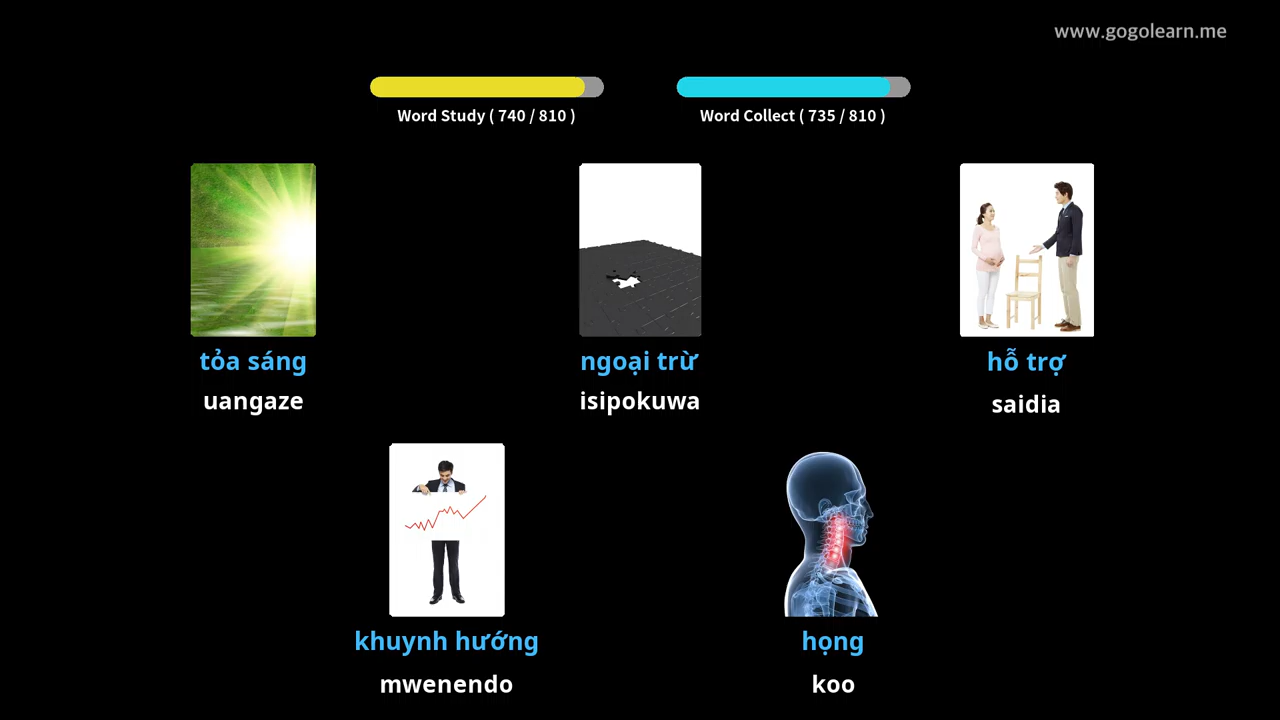 www.gogolearn.me
Word Study ( 740 / 810 )
Word Collect ( 735 / 810 )
tỏa sáng
uangaze
ngoại trừ
isipokuwa
hỗ trợ
saidia
khuynh hướng
mwenendo
họng
koo